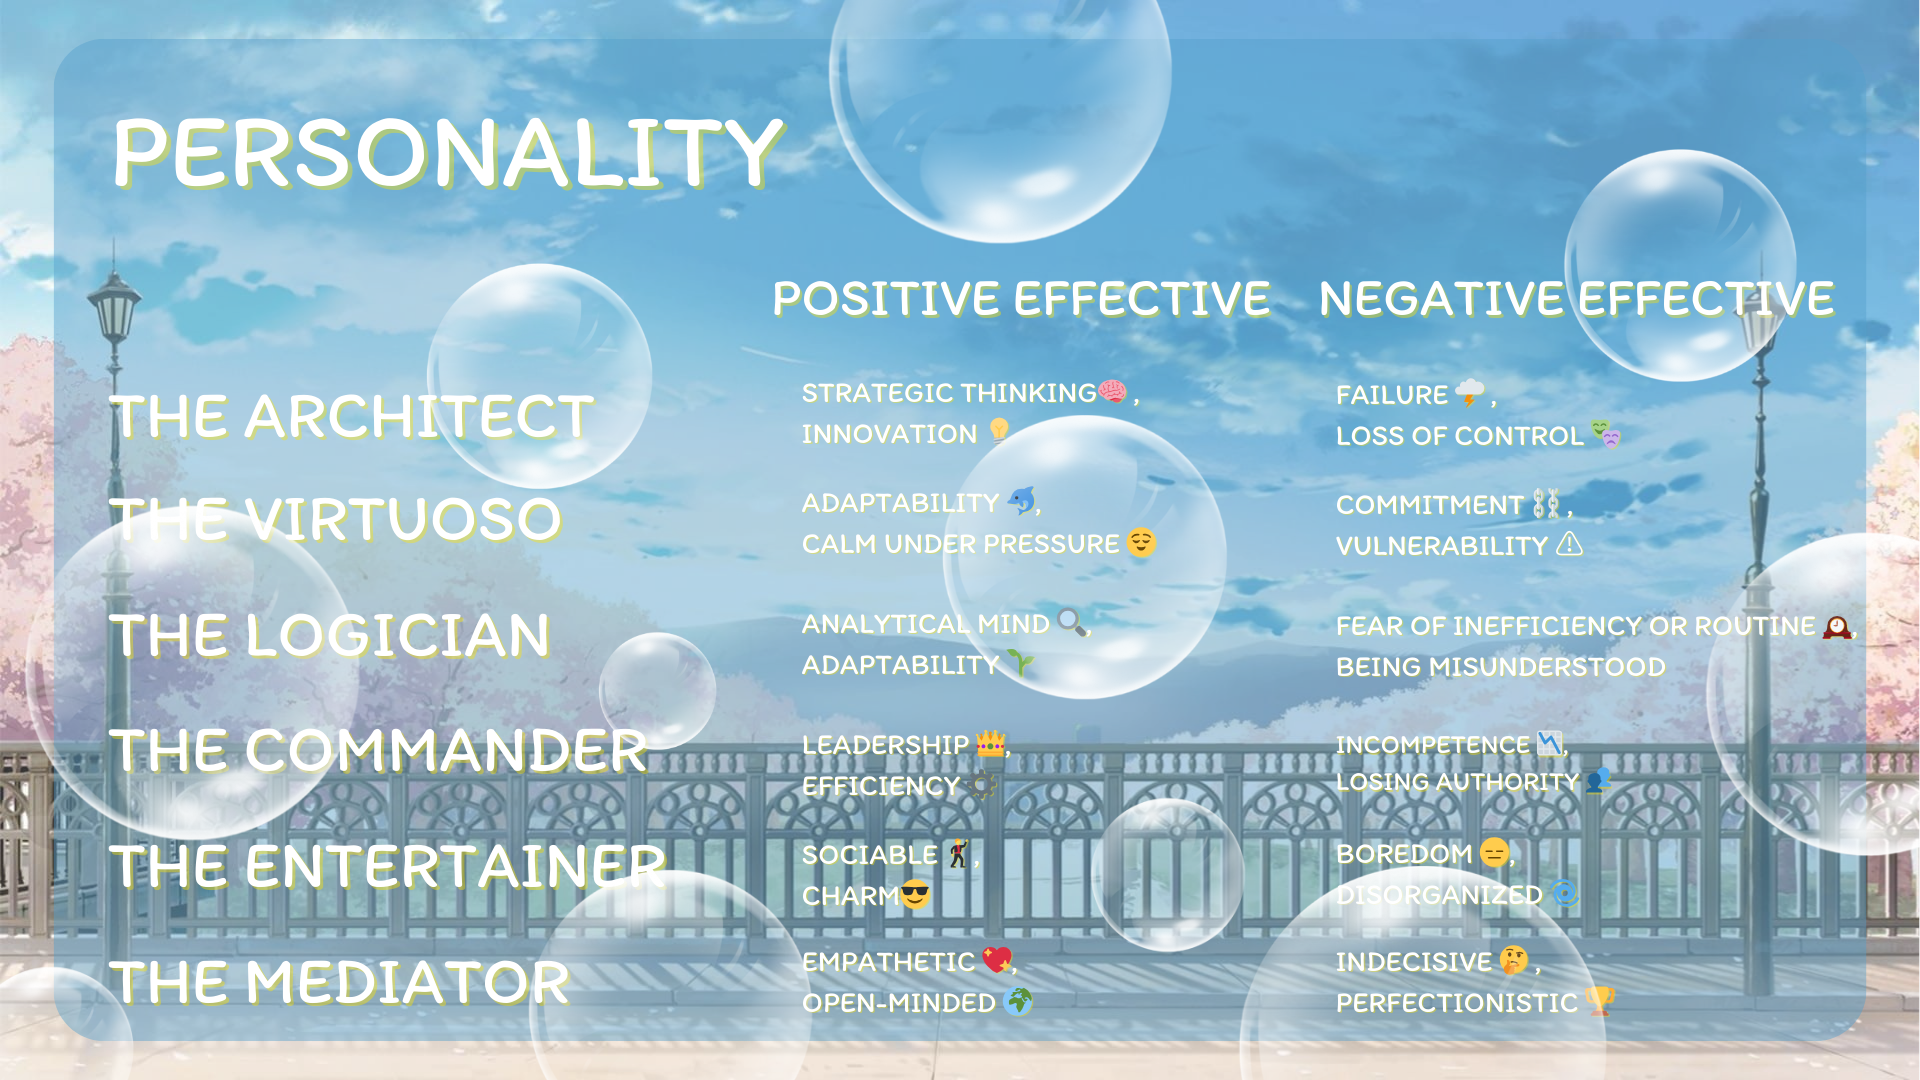 PERSONALITY
POSITIVE EFFECTIVE
NEGATIVE EFFECTIVE
THE ARCHITECT
STRATEGIC THINKING🧠,
INNOVATION 💡
FAILURE 🌩️,
LOSS OF CONTROL 🎭
THE VIRTUOSO
ADAPTABILITY 🐬,
CALM UNDER PRESSURE 😌
COMMITMENT ⛓️,
VULNERABILITY ⚠
THE LOGICIAN
ANALYTICAL MIND 🔍,
ADAPTABILITY 🌱
FEAR OF INEFFICIENCY OR ROUTINE 🕰️,
BEING MISUNDERSTOOD
THE COMMANDER
LEADERSHIP 👑,
EFFICIENCY ⚙️
INCOMPETENCE 📉,
LOSING AUTHORITY 👥
THE ENTERTAINER
SOCIABLE 🕺,
CHARM😎
BOREDOM 😑,
DISORGANIZED 🌀
THE MEDIATOR
EMPATHETIC 💖,
OPEN-MINDED 🌍
INDECISIVE 🤔,
PERFECTIONISTIC 🏆